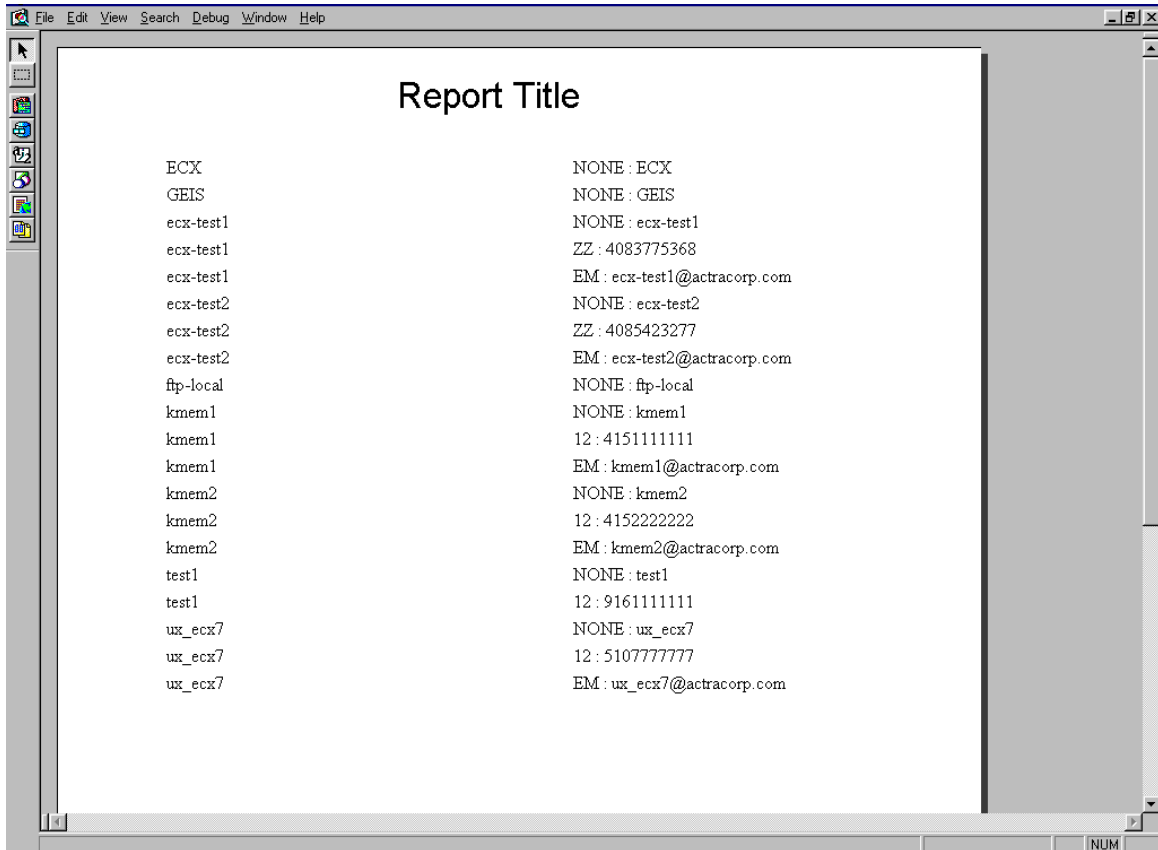 File Edit View Search Debug Window Help
Report Title
ECX NONE : ECX
GEIS NONE : GEIS
ecx-test1 NONE : ecx-test1
ecx-test1 ZZ : 4083775368
ecx-test1 EM : ecx-test1@actracorp.com
ecx-test2 NONE : ecx-test2
ecx-test2 ZZ : 4085423277
ecx-test2 EM : ecx-test2@actracorp.com
ftp-local NONE : ftp-local
kmem1 NONE : kmem1
kmem1 12 : 4151111111
kmem1 EM : kmem1@actracorp.com
kmem2 NONE : kmem2
kmem2 12 : 4152222222
kmem2 EM : kmem2@actracorp.com
test1 NONE : test1
test1 12 : 9161111111
ux_ecx7 NONE : ux_ecx7
ux_ecx7 12 : 5107777777
ux_ecx7 EM : ux_ecx7@actracorp.com
NUM